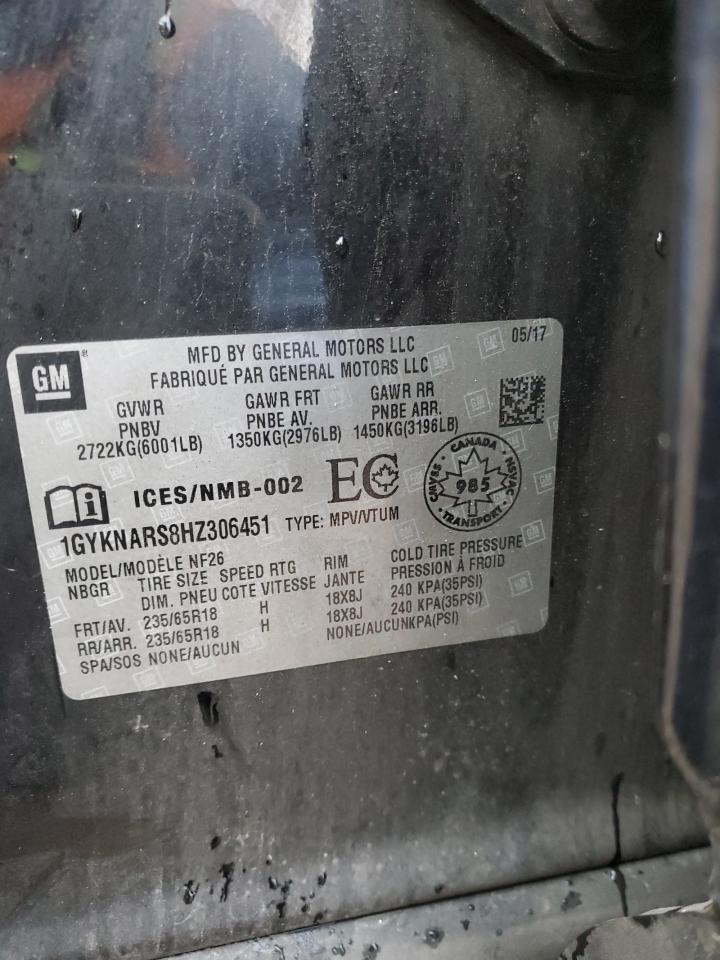 GM
MFD BY GENERAL MOTORS LLC
05/17
FABRIQUÉ PAR GENERAL MOTORS LLC
GVWR GAWR FRT GAWR RR
PNBV PNBE AV. PNBE ARR.
2722KG(6001LB) 1350KG(2976LB) 1450KG(3196LB)
ICES/NMB-002 EC
CANADA
CMVSS 985 NSVAC
TRANSPORT
1GYKNARS8HZ306451 TYPE: MPV/VTUM
MODEL/MODÈLE NF26
NBGR TIRE SIZE SPEED RTG RIM COLD TIRE PRESSURE
DIM. PNEU COTE VITESSE JANTE PRESSION À FROID
FRT/AV. 235/65R18 H 18X8J 240 KPA(35PSI)
RR/ARR. 235/65R18 H 18X8J 240 KPA(35PSI)
SPA/SOS NONE/AUCUN NONE/AUCUNKPA(PSI)